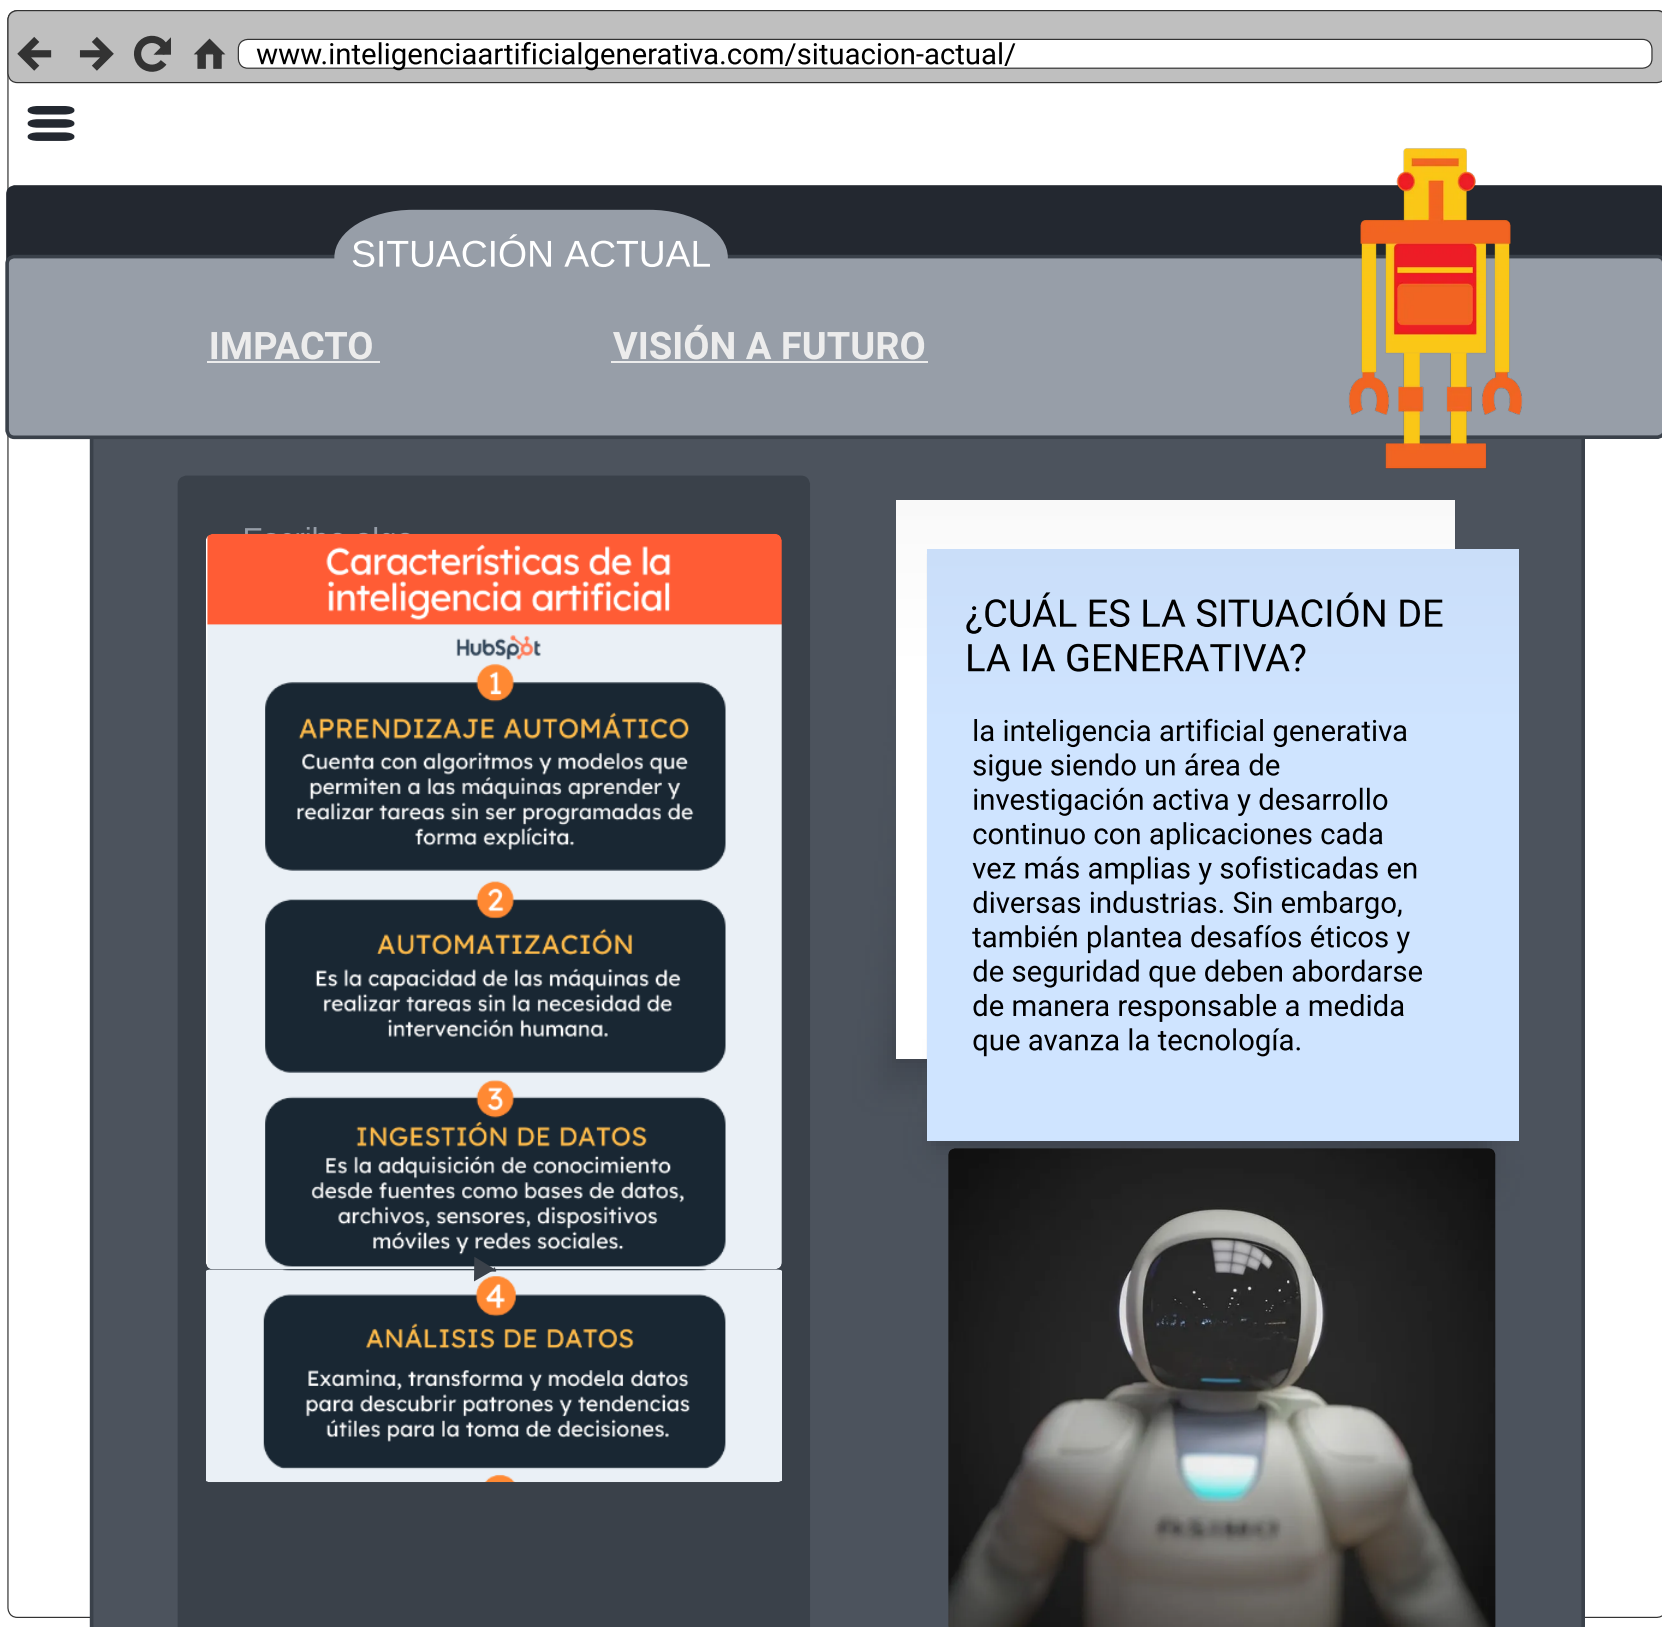 www.inteligenciaartificialgenerativa.com/situacion-actual/
SITUACIÓN ACTUAL
IMPACTO
VISIÓN A FUTURO
Características de la
inteligencia artificial
HubSpot
1
APRENDIZAJE AUTOMÁTICO
Cuenta con algoritmos y modelos que
permiten a las máquinas aprender y
realizar tareas sin ser programadas de
forma explícita.
2
AUTOMATIZACIÓN
Es la capacidad de las máquinas de
realizar tareas sin la necesidad de
intervención humana.
3
INGESTIÓN DE DATOS
Es la adquisición de conocimiento
desde fuentes como bases de datos,
archivos, sensores, dispositivos
móviles y redes sociales.
4
ANÁLISIS DE DATOS
Examina, transforma y modela datos
para descubrir patrones y tendencias
útiles para la toma de decisiones.
¿CUÁL ES LA SITUACIÓN DE
LA IA GENERATIVA?
la inteligencia artificial generativa
sigue siendo un área de
investigación activa y desarrollo
continuo con aplicaciones cada
vez más amplias y sofisticadas en
diversas industrias. Sin embargo,
también plantea desafíos éticos y
de seguridad que deben abordarse
de manera responsable a medida
que avanza la tecnología.
ASIMO